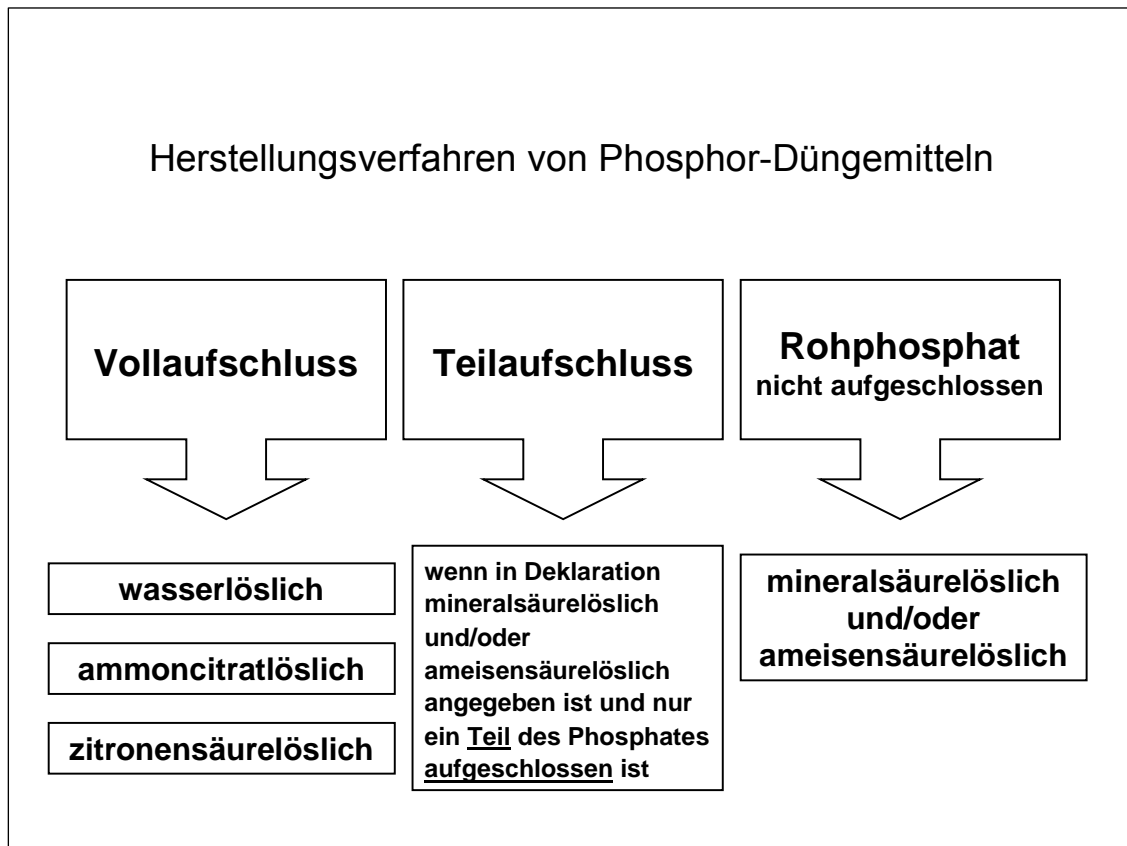 Herstellungsverfahren von Phosphor-Düngemitteln
Vollaufschluss
wasserlöslich
ammoncitratlöslich
zitronensäurelöslich
Teilaufschluss
wenn in Deklaration
mineralsäurelöslich
und/oder
ameisensäurelöslich
angegeben ist und nur
ein Teil des Phosphates
aufgeschlossen ist
Rohphosphat
nicht aufgeschlossen
mineralsäurelöslich
und/oder
ameisensäurelöslich